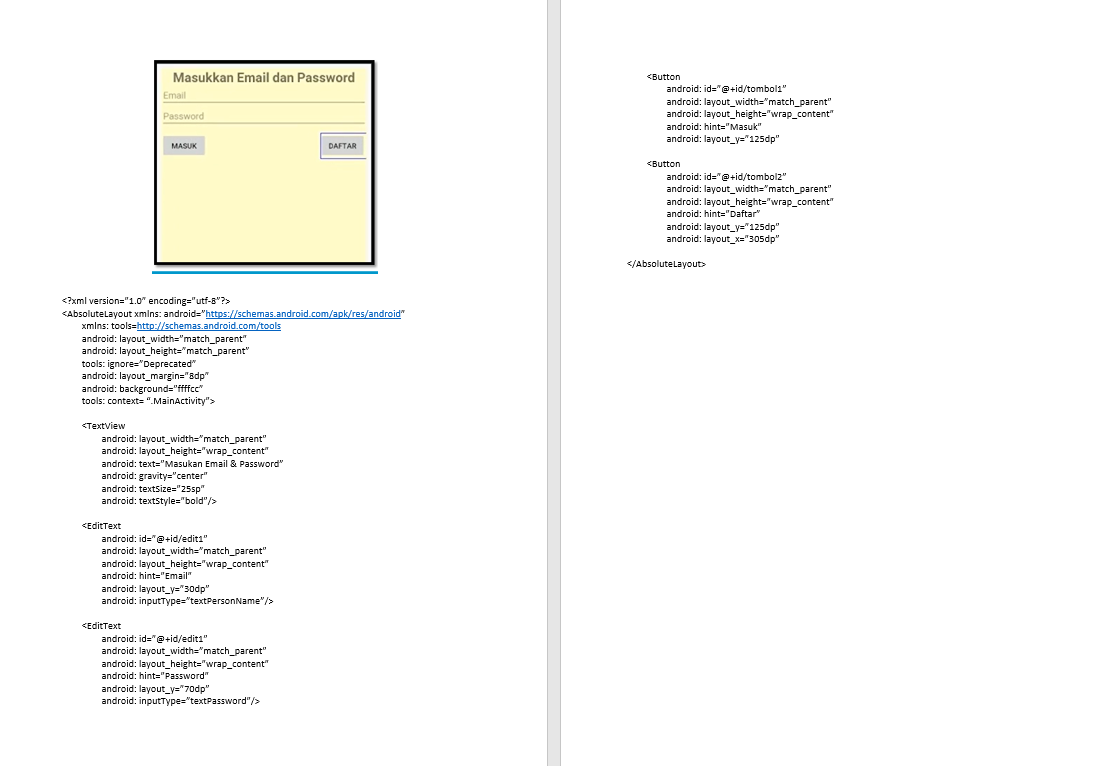 Masukkan Email dan Password
Email
Password
MASUK
DAFTAR
<?xml version="1.0" encoding="utf-8"?>
<AbsoluteLayout xmlns: android="https://schemas.android.com/apk/res/android"
xmlns: tools=http://schemas.android.com/tools
android: layout_width="match_parent"
android: layout_height="match_parent"
tools: ignore="Deprecated"
android: layout_margin="8dp"
android: background="ffffcc"
tools: context= ".MainActivity">
<TextView
android: layout_width="match_parent"
android: layout_height="wrap_content"
android: text="Masukan Email & Password"
android: gravity="center"
android: textSize="25sp"
android: textStyle="bold"/>
<EditText
android: id="@+id/edit1"
android: layout_width="match_parent"
android: layout_height="wrap_content"
android: hint="Email"
android: layout_y="30dp"
android: inputType="textPersonName"/>
<EditText
android: id="@+id/edit1"
android: layout_width="match_parent"
android: layout_height="wrap_content"
android: hint="Password"
android: layout_y="70dp"
android: inputType="textPassword"/>
<Button
android: id="@+id/tombol1"
android: layout_width="match_parent"
android: layout_height="wrap_content"
android: hint="Masuk"
android: layout_y="125dp"
<Button
android: id="@+id/tombol2"
android: layout_width="match_parent"
android: layout_height="wrap_content"
android: hint="Daftar"
android: layout_y="125dp"
android: layout_x="305dp"
</AbsoluteLayout>